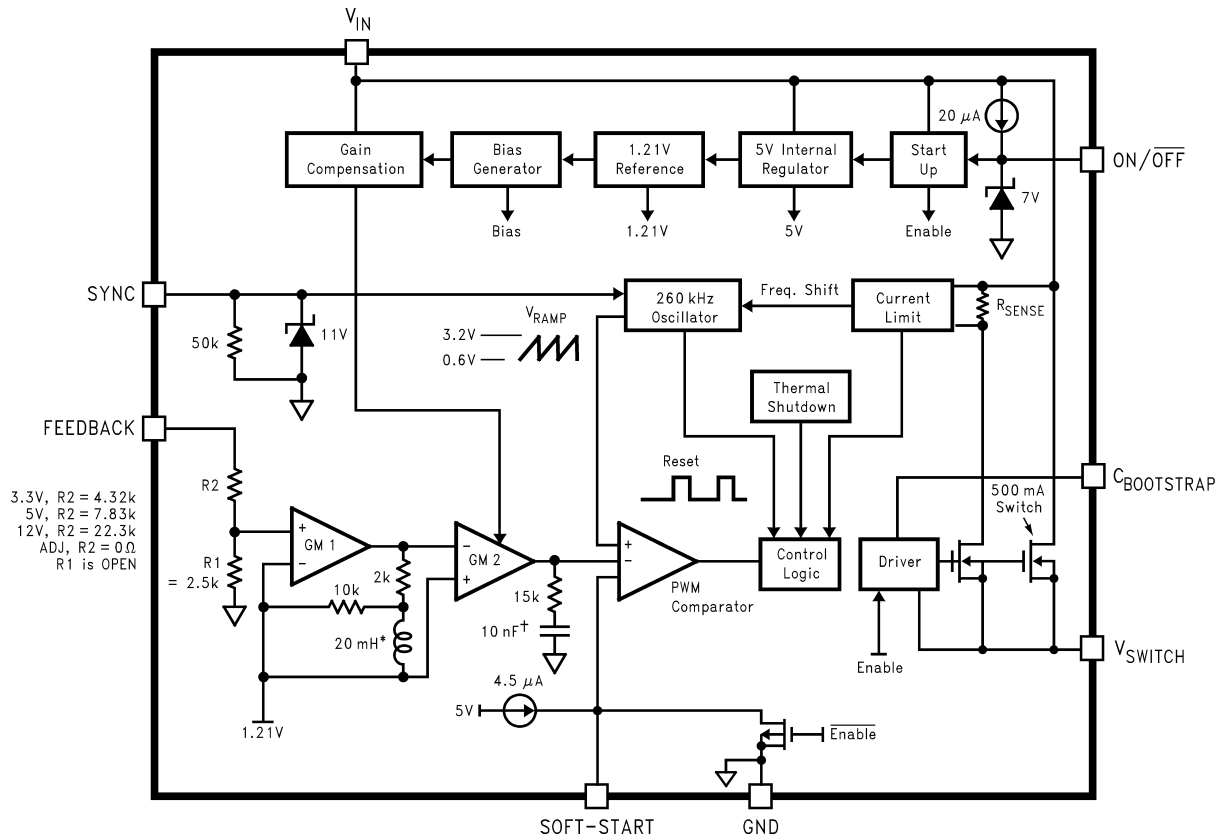 V_IN
20 μA
Gain
Compensation
Bias
Generator
1.21V
Reference
5V Internal
Regulator
Start
Up
ON/O̅F̅F̅
7V
Bias
1.21V
5V
Enable
SYNC
50k
11V
V_RAMP
3.2V
0.6V
260 kHz
Oscillator
Freq. Shift
Current
Limit
R_SENSE
Thermal
Shutdown
FEEDBACK
R2
3.3V, R2 = 4.32k
5V, R2 = 7.83k
12V, R2 = 22.3k
ADJ, R2 = 0Ω
R1 is OPEN
R1
= 2.5k
+
GM 1
−
2k
10k
20 mH*
1.21V
−
GM 2
+
15k
10 nF†
Reset
+
−
PWM
Comparator
Control
Logic
Driver
Enable
500 mA
Switch
C_BOOTSTRAP
V_SWITCH
4.5 μA
5V
E̅n̅a̅b̅l̅e̅
SOFT-START
GND